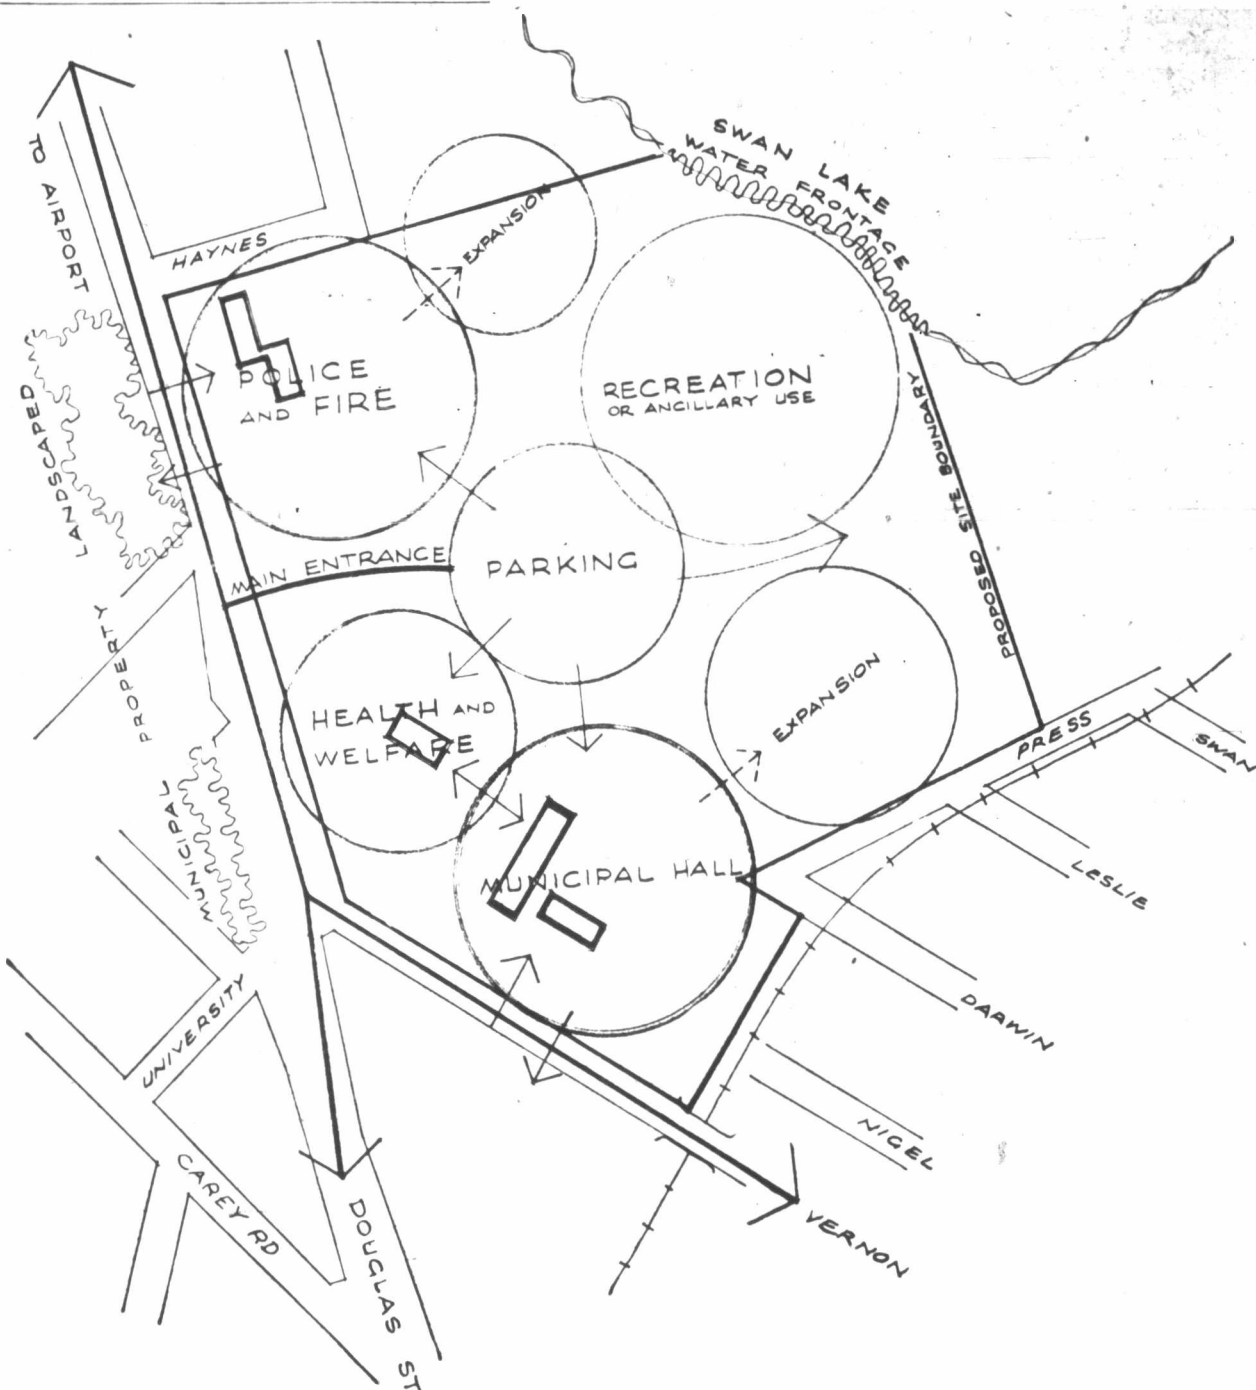 SWAN LAKE
WATER FRONTAGE
TO AIRPORT
HAYNES
EXPANSION
LANDSCAPED
POLICE
AND FIRE
RECREATION
OR ANCILLARY USE
PROPOSED SITE BOUNDARY
MAIN ENTRANCE
PARKING
PROPERTY
MUNICIPAL
HEALTH AND
WELFARE
EXPANSION
PRESS
SWAN
MUNICIPAL HALL
LESLIE
DARWIN
UNIVERSITY
NIGEL
CAREY RD
DOUGLAS ST
VERNON